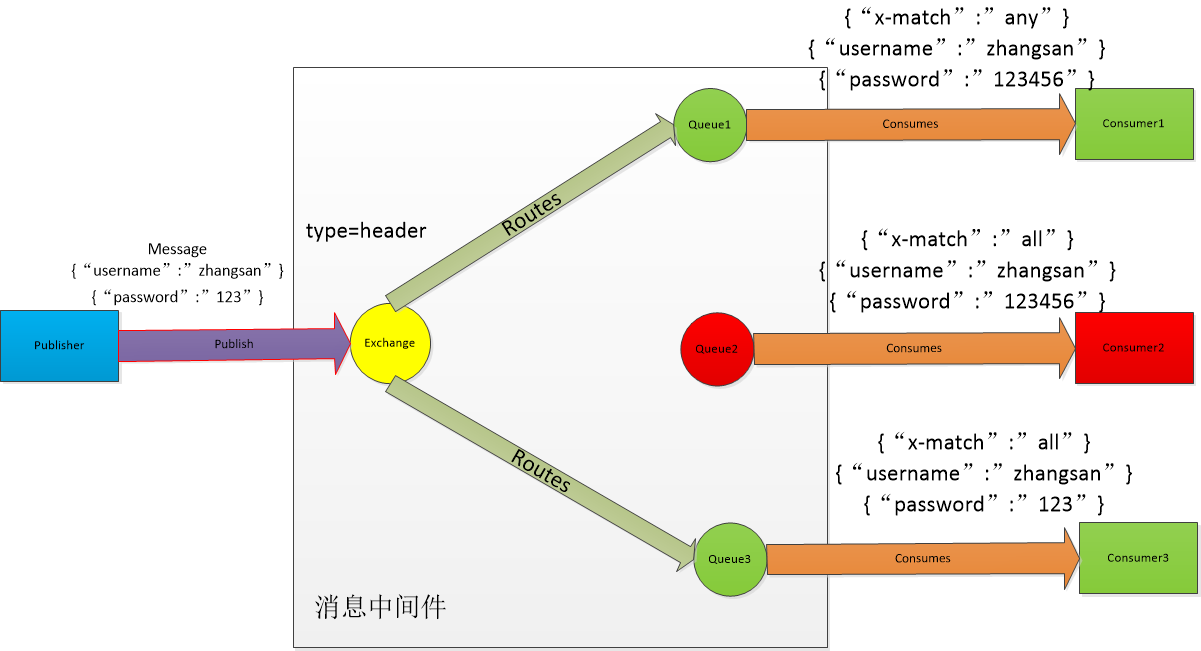 {“x-match”:”any”}
{“username”:”zhangsan”}
{“password”:”123456”}
Queue1
Consumes
Consumer1
Routes
type=header
Message
{“username”:”zhangsan”}
{“password”:”123”}
Publisher
Publish
Exchange
{“x-match”:”all”}
{“username”:”zhangsan”}
{“password”:”123456”}
Queue2
Consumes
Consumer2
Routes
{“x-match”:”all”}
{“username”:”zhangsan”}
{“password”:”123”}
Queue3
Consumes
Consumer3
消息中间件